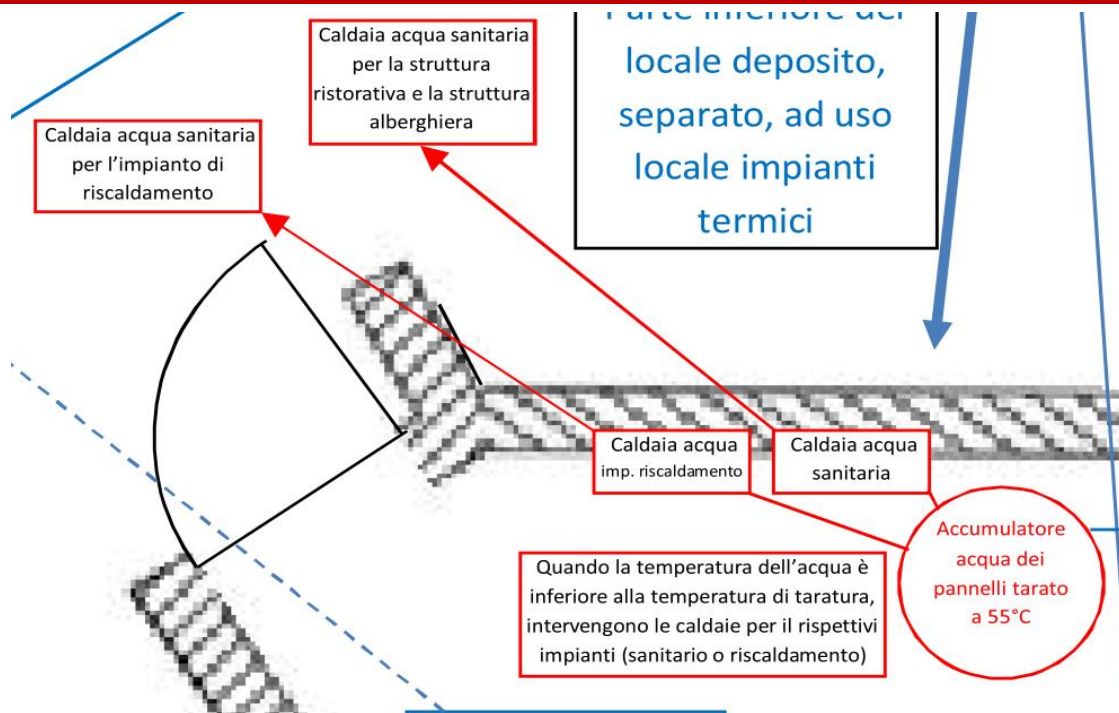 Caldaia acqua sanitaria
per la struttura
ristorativa e la struttura
alberghiera
Parte inferiore del
locale deposito,
separato, ad uso
locale impianti
termici
Caldaia acqua sanitaria
per l’impianto di
riscaldamento
Caldaia acqua
imp. riscaldamento
Caldaia acqua
sanitaria
Accumulatore
acqua dei
pannelli tarato
a 55°C
Quando la temperatura dell’acqua è
inferiore alla temperatura di taratura,
intervengono le caldaie per il rispettivi
impianti (sanitario o riscaldamento)